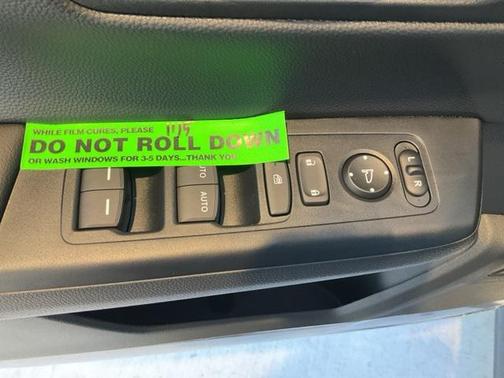 WHILE FILM CURES, PLEASE
DO NOT ROLL DOWN
OR WASH WINDOWS FOR 3-5 DAYS...THANK YOU
AUTO
AUTO
L
R